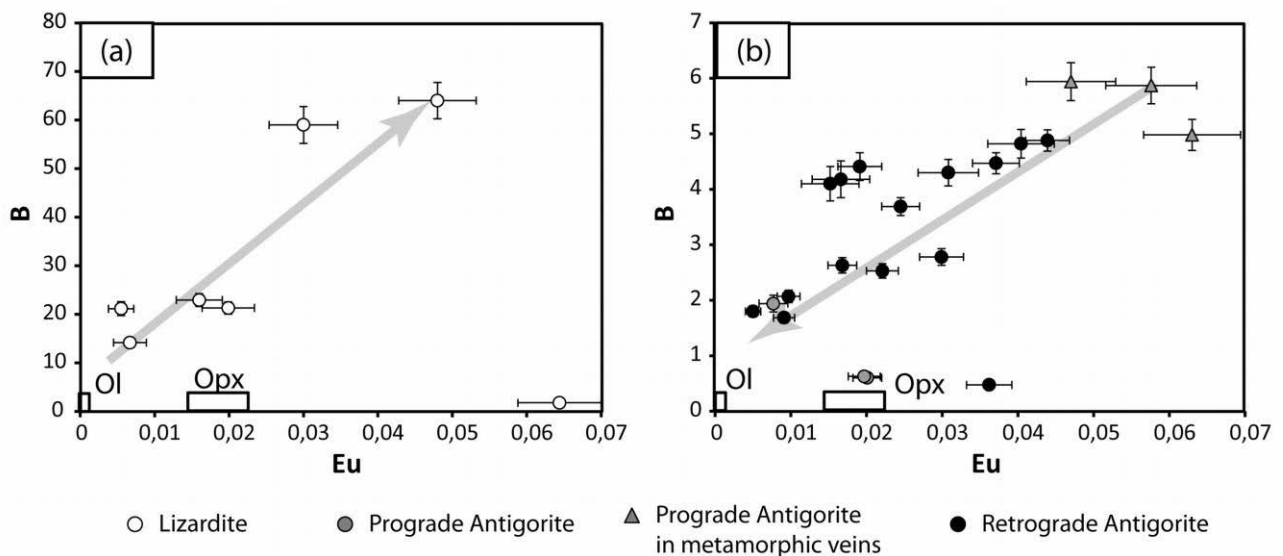 (a)
80
70
60
50
40
30
20
10
0
B
Ol
Opx
0 0,01 0,02 0,03 0,04 0,05 0,06 0,07
Eu
(b)
7
6
5
4
3
2
1
0
B
Ol
Opx
0 0,01 0,02 0,03 0,04 0,05 0,06 0,07
Eu
Lizardite
Prograde Antigorite
Prograde Antigorite
in metamorphic veins
Retrograde Antigorite